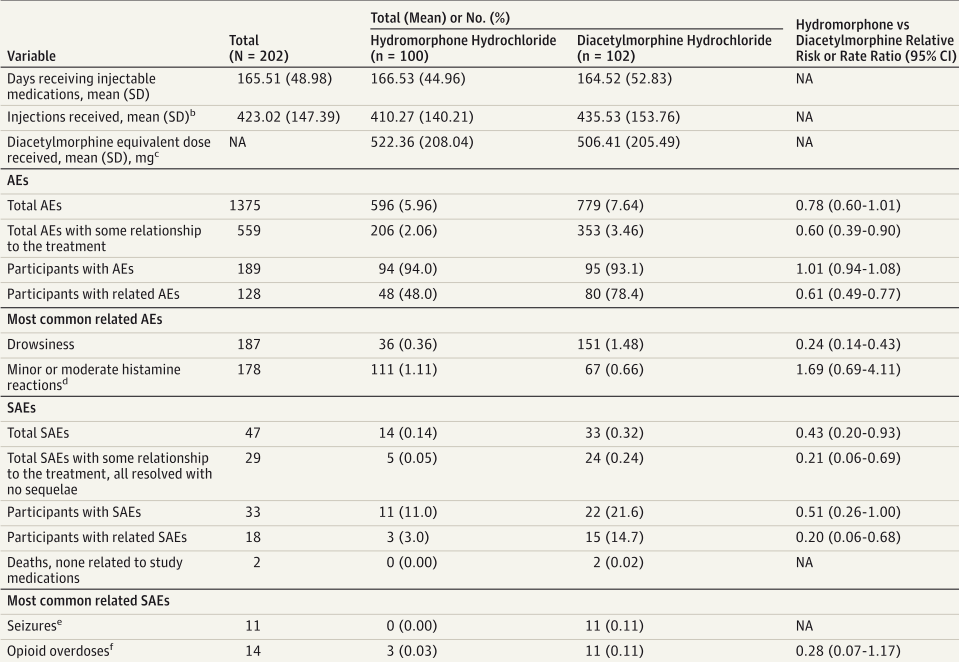 Total (Mean) or No. (%)
Variable Total (N = 202) Hydromorphone Hydrochloride (n = 100) Diacetylmorphine Hydrochloride (n = 102) Hydromorphone vs Diacetylmorphine Relative Risk or Rate Ratio (95% CI)
Days receiving injectable medications, mean (SD) 165.51 (48.98) 166.53 (44.96) 164.52 (52.83) NA
Injections received, mean (SD)b 423.02 (147.39) 410.27 (140.21) 435.53 (153.76) NA
Diacetylmorphine equivalent dose received, mean (SD), mgc NA 522.36 (208.04) 506.41 (205.49) NA
AEs
Total AEs 1375 596 (5.96) 779 (7.64) 0.78 (0.60-1.01)
Total AEs with some relationship to the treatment 559 206 (2.06) 353 (3.46) 0.60 (0.39-0.90)
Participants with AEs 189 94 (94.0) 95 (93.1) 1.01 (0.94-1.08)
Participants with related AEs 128 48 (48.0) 80 (78.4) 0.61 (0.49-0.77)
Most common related AEs
Drowsiness 187 36 (0.36) 151 (1.48) 0.24 (0.14-0.43)
Minor or moderate histamine reactionsd 178 111 (1.11) 67 (0.66) 1.69 (0.69-4.11)
SAEs
Total SAEs 47 14 (0.14) 33 (0.32) 0.43 (0.20-0.93)
Total SAEs with some relationship to the treatment, all resolved with no sequelae 29 5 (0.05) 24 (0.24) 0.21 (0.06-0.69)
Participants with SAEs 33 11 (11.0) 22 (21.6) 0.51 (0.26-1.00)
Participants with related SAEs 18 3 (3.0) 15 (14.7) 0.20 (0.06-0.68)
Deaths, none related to study medications 2 0 (0.00) 2 (0.02) NA
Most common related SAEs
Seizurese 11 0 (0.00) 11 (0.11) NA
Opioid overdosesf 14 3 (0.03) 11 (0.11) 0.28 (0.07-1.17)